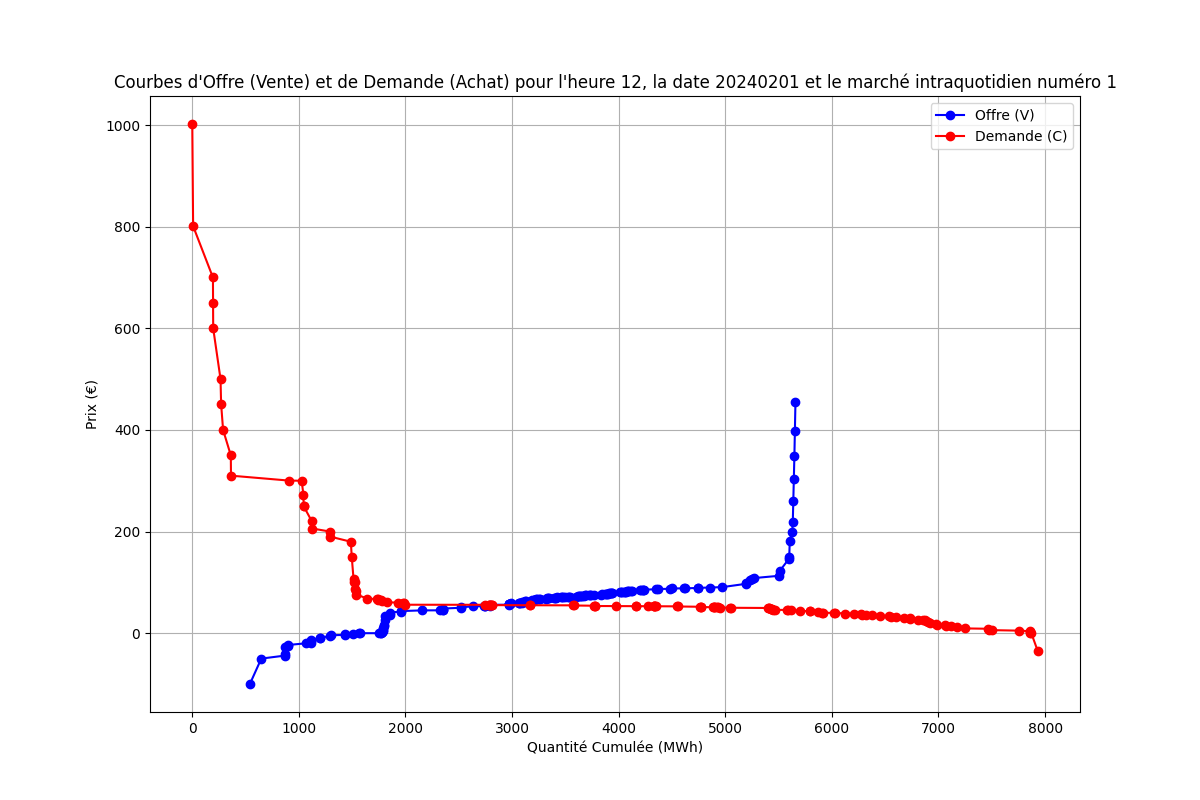 Courbes d'Offre (Vente) et de Demande (Achat) pour l'heure 12, la date 20240201 et le marché intraquotidien numéro 1
Offre (V)
Demande (C)
Prix (€)
1000
800
600
400
200
0
0 1000 2000 3000 4000 5000 6000 7000 8000
Quantité Cumulée (MWh)